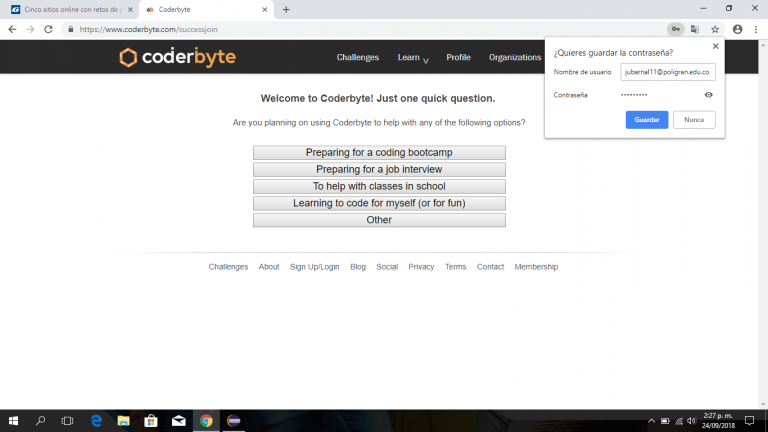 Cinco sitios online con retos de
Coderbyte
https://www.coderbyte.com/successjoin
coderbyte
Challenges Learn Profile Organizations
¿Quieres guardar la contraseña?
Nombre de usuario jubernal11@poligran.edu.co
Contraseña •••••••••
Guardar Nunca
Welcome to Coderbyte! Just one quick question.
Are you planning on using Coderbyte to help with any of the following options?
Preparing for a coding bootcamp
Preparing for a job interview
To help with classes in school
Learning to code for myself (or for fun)
Other
Challenges About Sign Up/Login Blog Social Privacy Terms Contact Membership
2:27 p. m.
24/09/2018